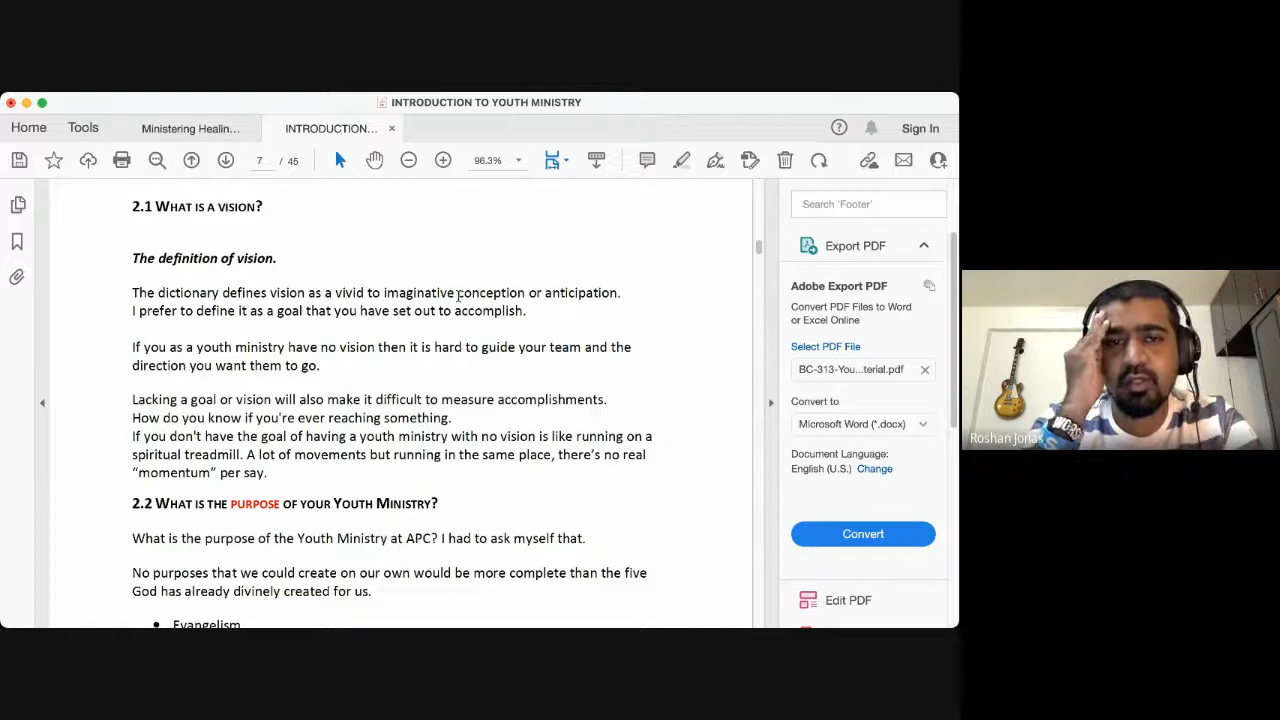 INTRODUCTION TO YOUTH MINISTRY
Home Tools Ministering Healin... INTRODUCTION... × Sign In
7 / 45 96.3%
2.1 WHAT IS A VISION?
The definition of vision.
The dictionary defines vision as a vivid to imaginative conception or anticipation.
I prefer to define it as a goal that you have set out to accomplish.
If you as a youth ministry have no vision then it is hard to guide your team and the
direction you want them to go.
Lacking a goal or vision will also make it difficult to measure accomplishments.
How do you know if you're ever reaching something.
If you don't have the goal of having a youth ministry with no vision is like running on a
spiritual treadmill. A lot of movements but running in the same place, there's no real
“momentum” per say.
2.2 WHAT IS THE PURPOSE OF YOUR YOUTH MINISTRY?
What is the purpose of the Youth Ministry at APC? I had to ask myself that.
No purposes that we could create on our own would be more complete than the five
God has already divinely created for us.
• Evangelism
Search 'Footer'
Export PDF
Adobe Export PDF
Convert PDF Files to Word
or Excel Online
Select PDF File
BC-313-You...terial.pdf
Convert to
Microsoft Word (*.docx)
Document Language:
English (U.S.) Change
Convert
Edit PDF
Roshan Jonas